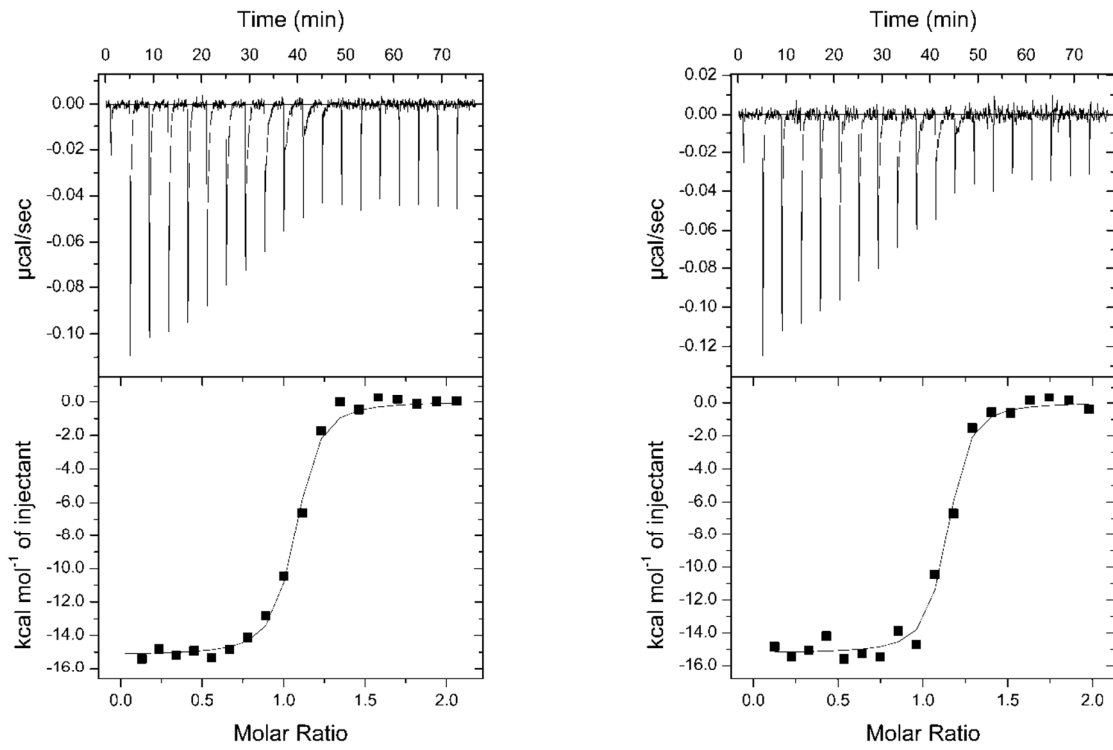 Time (min)
0 10 20 30 40 50 60 70
0.00
-0.02
-0.04
-0.06
-0.08
-0.10
µcal/sec
0.0
-2.0
-4.0
-6.0
-8.0
-10.0
-12.0
-14.0
-16.0
kcal mol⁻¹ of injectant
0.0 0.5 1.0 1.5 2.0
Molar Ratio
Time (min)
0 10 20 30 40 50 60 70
0.02
0.00
-0.02
-0.04
-0.06
-0.08
-0.10
-0.12
µcal/sec
0.0
-2.0
-4.0
-6.0
-8.0
-10.0
-12.0
-14.0
-16.0
kcal mol⁻¹ of injectant
0.0 0.5 1.0 1.5 2.0
Molar Ratio